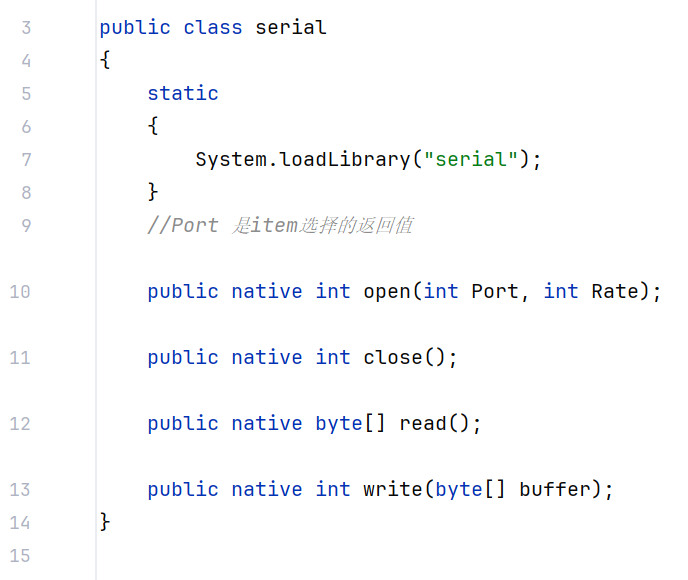 3 public class serial
4 {
5 static
6 {
7 System.loadLibrary("serial");
8 }
9 //Port 是item选择的返回值
10 public native int open(int Port, int Rate);
11 public native int close();
12 public native byte[] read();
13 public native int write(byte[] buffer);
14 }
15